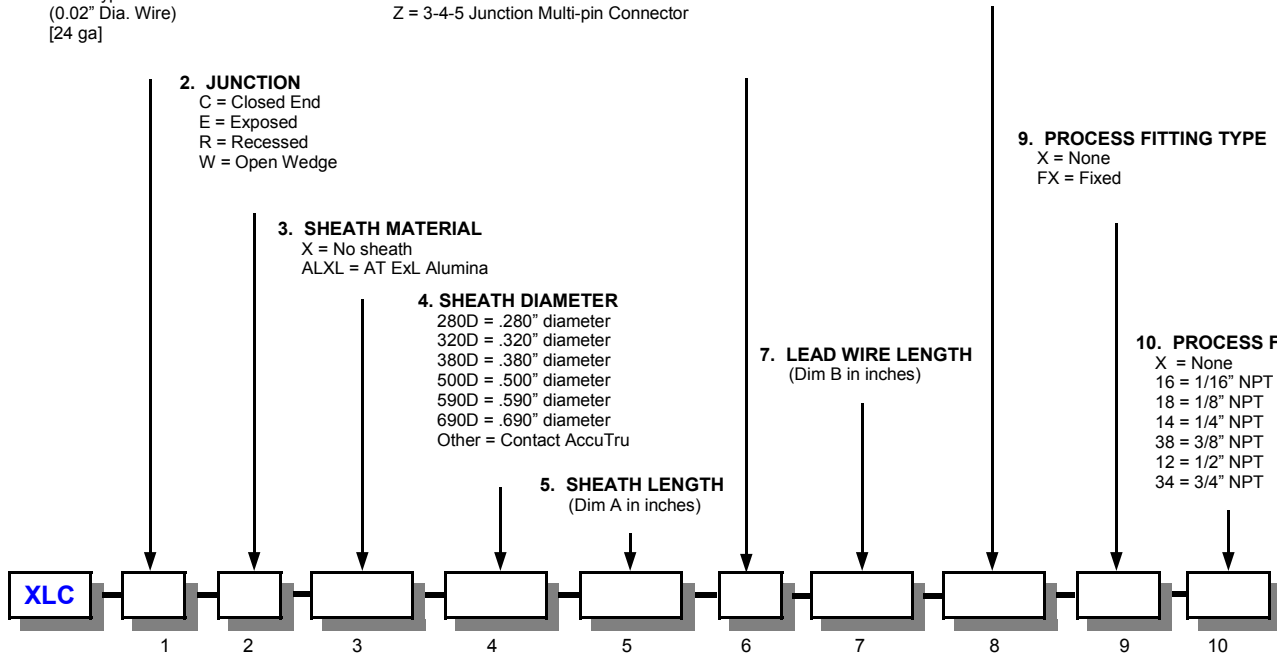 (0.02” Dia. Wire)
[24 ga]
Z = 3-4-5 Junction Multi-pin Connector
2. JUNCTION
C = Closed End
E = Exposed
R = Recessed
W = Open Wedge
3. SHEATH MATERIAL
X = No sheath
ALXL = AT ExL Alumina
4. SHEATH DIAMETER
280D = .280” diameter
320D = .320” diameter
380D = .380” diameter
500D = .500” diameter
590D = .590” diameter
690D = .690” diameter
Other = Contact AccuTru
5. SHEATH LENGTH
(Dim A in inches)
7. LEAD WIRE LENGTH
(Dim B in inches)
9. PROCESS FITTING TYPE
X = None
FX = Fixed
10. PROCESS F
X = None
16 = 1/16” NPT
18 = 1/8” NPT
14 = 1/4” NPT
38 = 3/8” NPT
12 = 1/2” NPT
34 = 3/4” NPT
XLC
1 2 3 4 5 6 7 8 9 10